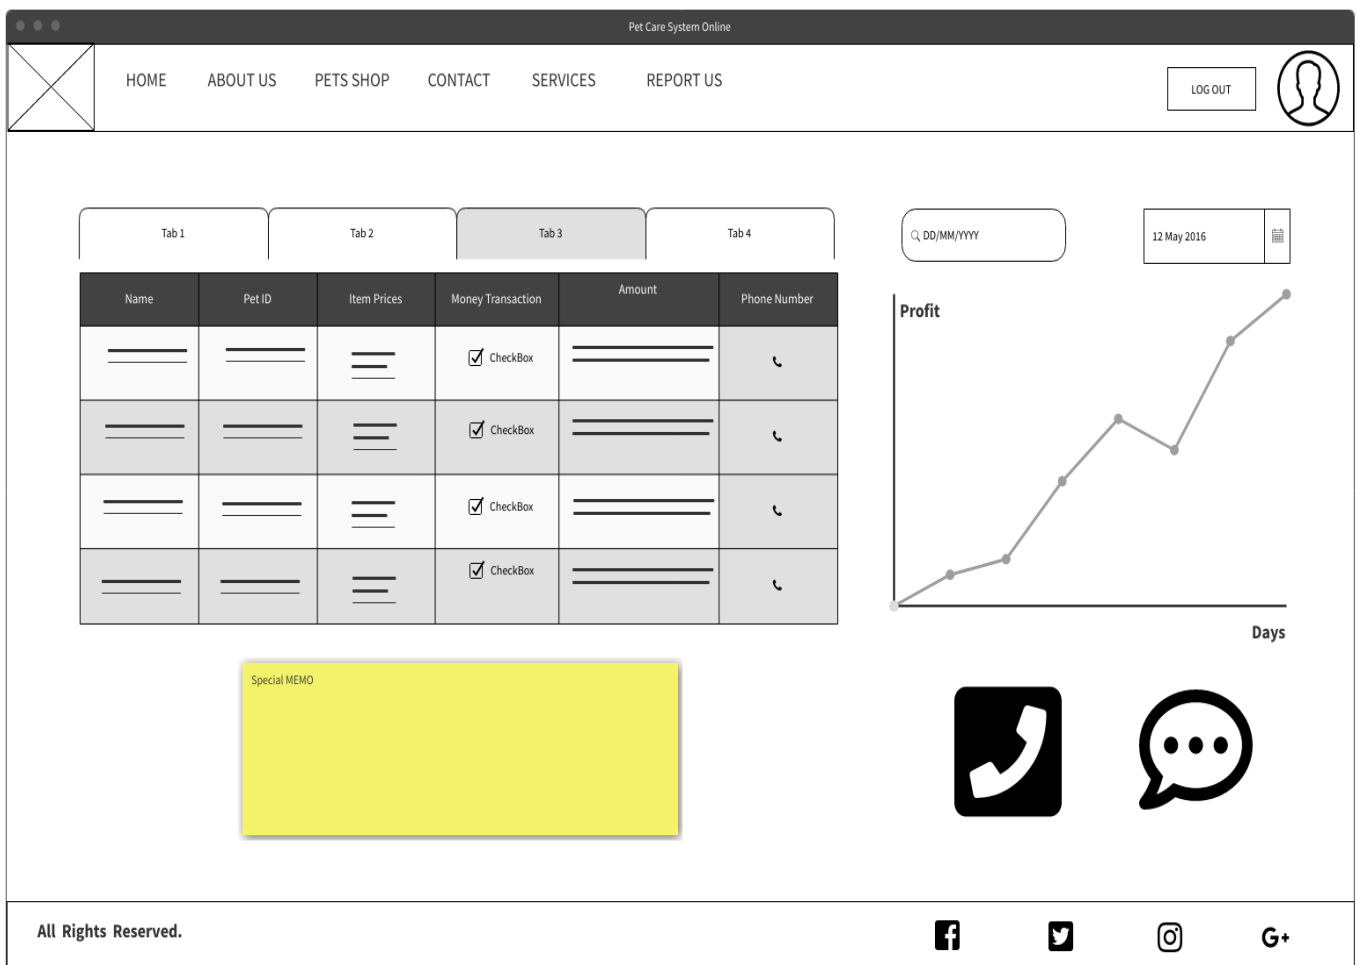 Pet Care System Online
HOME ABOUT US PETS SHOP CONTACT SERVICES REPORT US
LOG OUT
Tab 1 Tab 2 Tab 3 Tab 4
DD/MM/YYYY
12 May 2016
Name Pet ID Item Prices Money Transaction Amount Phone Number
CheckBox
CheckBox
CheckBox
CheckBox
Profit
Days
Special MEMO
All Rights Reserved.
G+